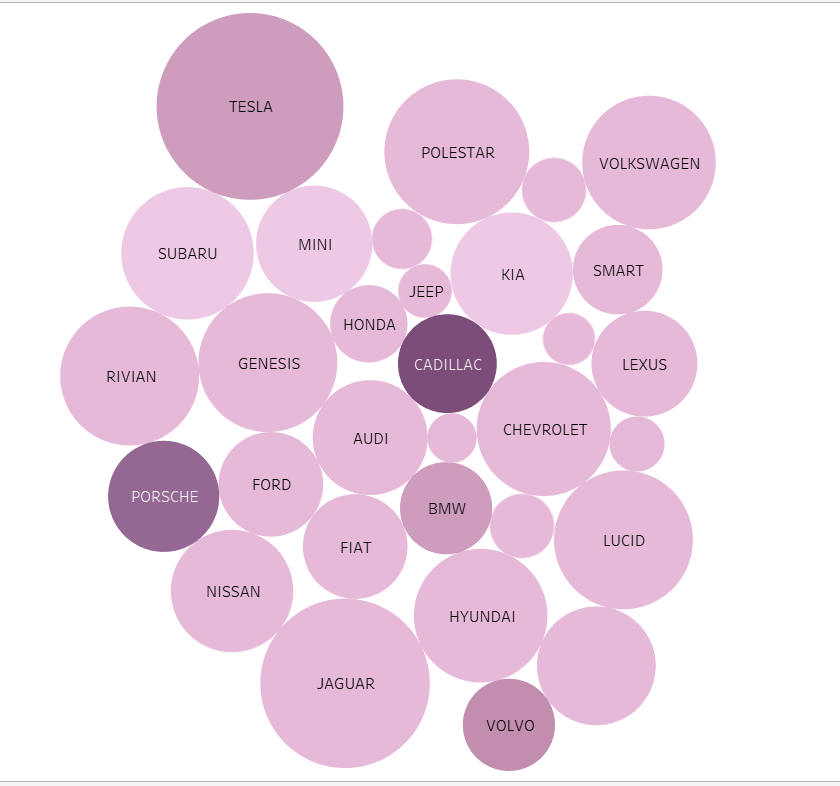 TESLA
POLESTAR
VOLKSWAGEN
SUBARU
MINI
KIA
SMART
JEEP
HONDA
RIVIAN
GENESIS
CADILLAC
LEXUS
AUDI
CHEVROLET
PORSCHE
FORD
BMW
FIAT
LUCID
NISSAN
HYUNDAI
JAGUAR
VOLVO